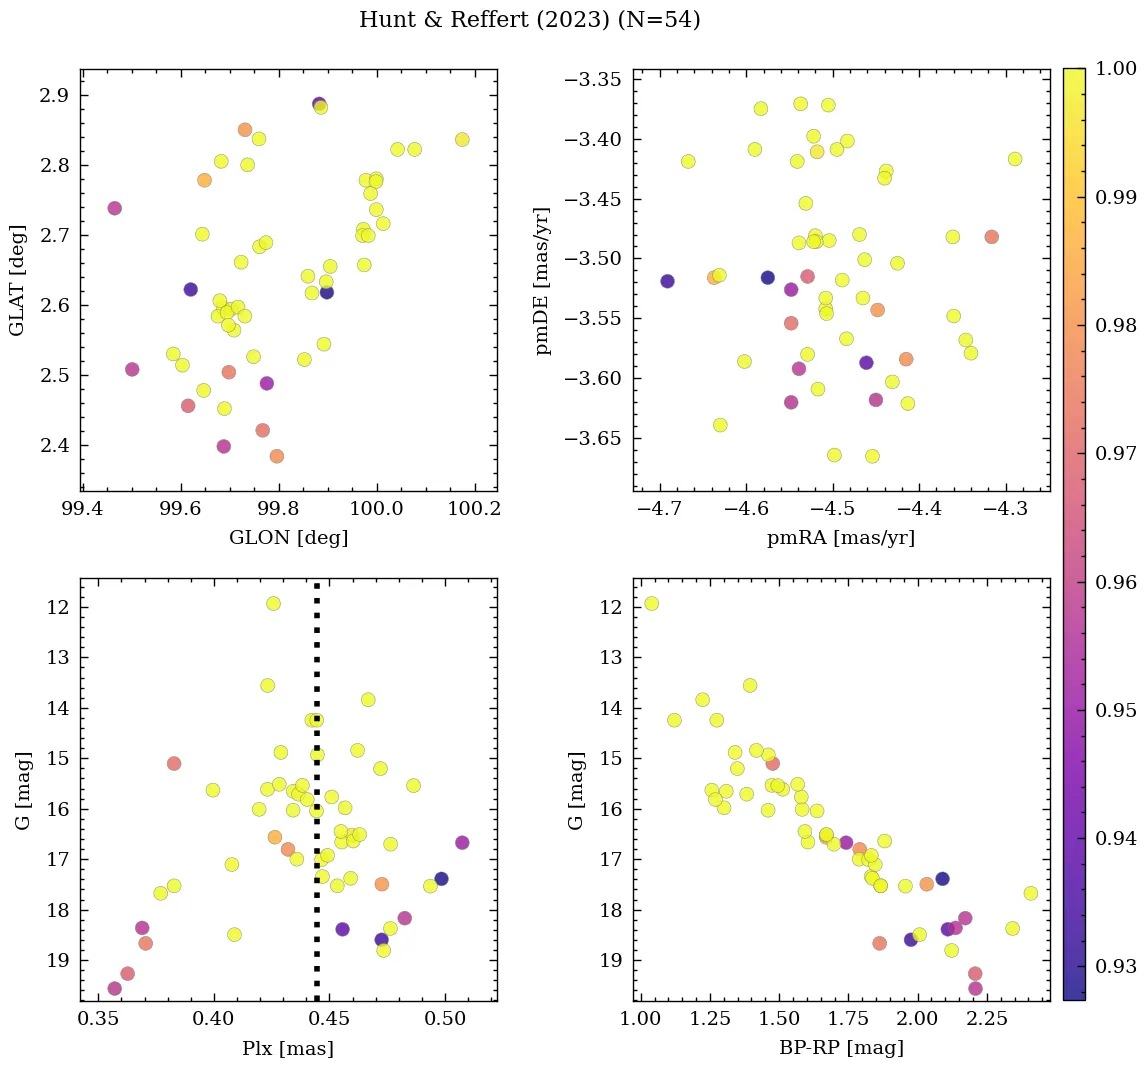 Hunt & Reffert (2023) (N=54)
2.9
2.8
2.7
2.6
2.5
2.4
GLAT [deg]
99.4 99.6 99.8 100.0 100.2
GLON [deg]
−3.35
−3.40
−3.45
−3.50
−3.55
−3.60
−3.65
pmDE [mas/yr]
−4.7 −4.6 −4.5 −4.4 −4.3
pmRA [mas/yr]
12
13
14
15
16
17
18
19
G [mag]
0.35 0.40 0.45 0.50
Plx [mas]
12
13
14
15
16
17
18
19
G [mag]
1.00 1.25 1.50 1.75 2.00 2.25
BP-RP [mag]
1.00
0.99
0.98
0.97
0.96
0.95
0.94
0.93